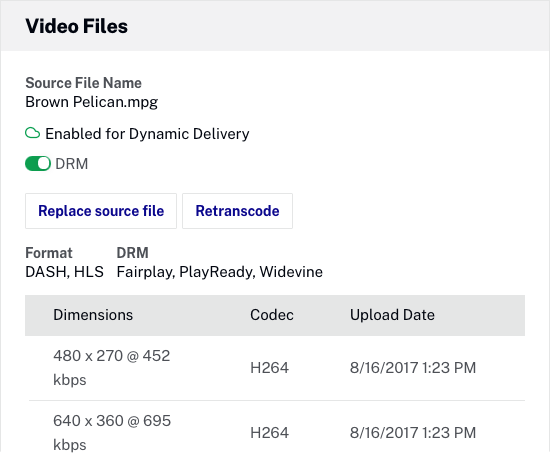 Video Files
Source File Name
Brown Pelican.mpg
Enabled for Dynamic Delivery
DRM
Replace source file Retranscode
Format DRM
DASH, HLS Fairplay, PlayReady, Widevine
Dimensions Codec Upload Date
480 x 270 @ 452
kbps H264 8/16/2017 1:23 PM
640 x 360 @ 695
kbps H264 8/16/2017 1:23 PM